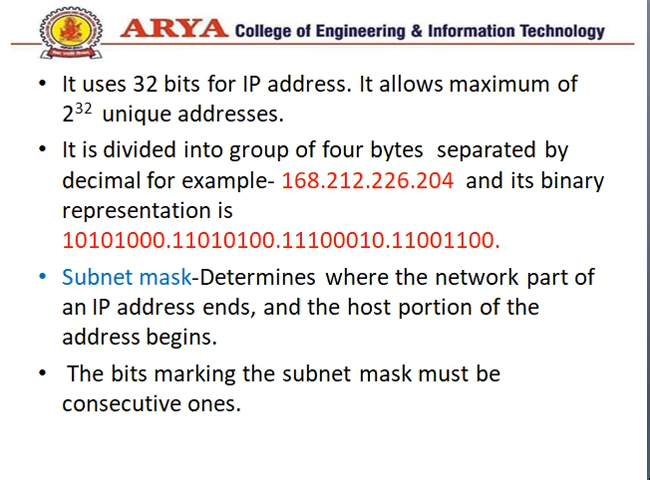 ARYA College of Engineering & Information Technology
• It uses 32 bits for IP address. It allows maximum of
2³² unique addresses.
• It is divided into group of four bytes separated by
decimal for example- 168.212.226.204 and its binary
representation is
10101000.11010100.11100010.11001100.
• Subnet mask-Determines where the network part of
an IP address ends, and the host portion of the
address begins.
• The bits marking the subnet mask must be
consecutive ones.